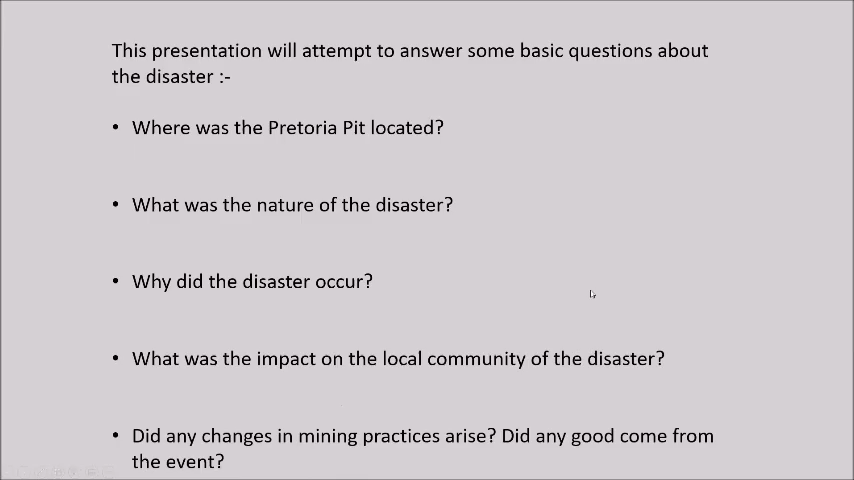 This presentation will attempt to answer some basic questions about
the disaster :-
• Where was the Pretoria Pit located?
• What was the nature of the disaster?
• Why did the disaster occur?
• What was the impact on the local community of the disaster?
• Did any changes in mining practices arise? Did any good come from
the event?